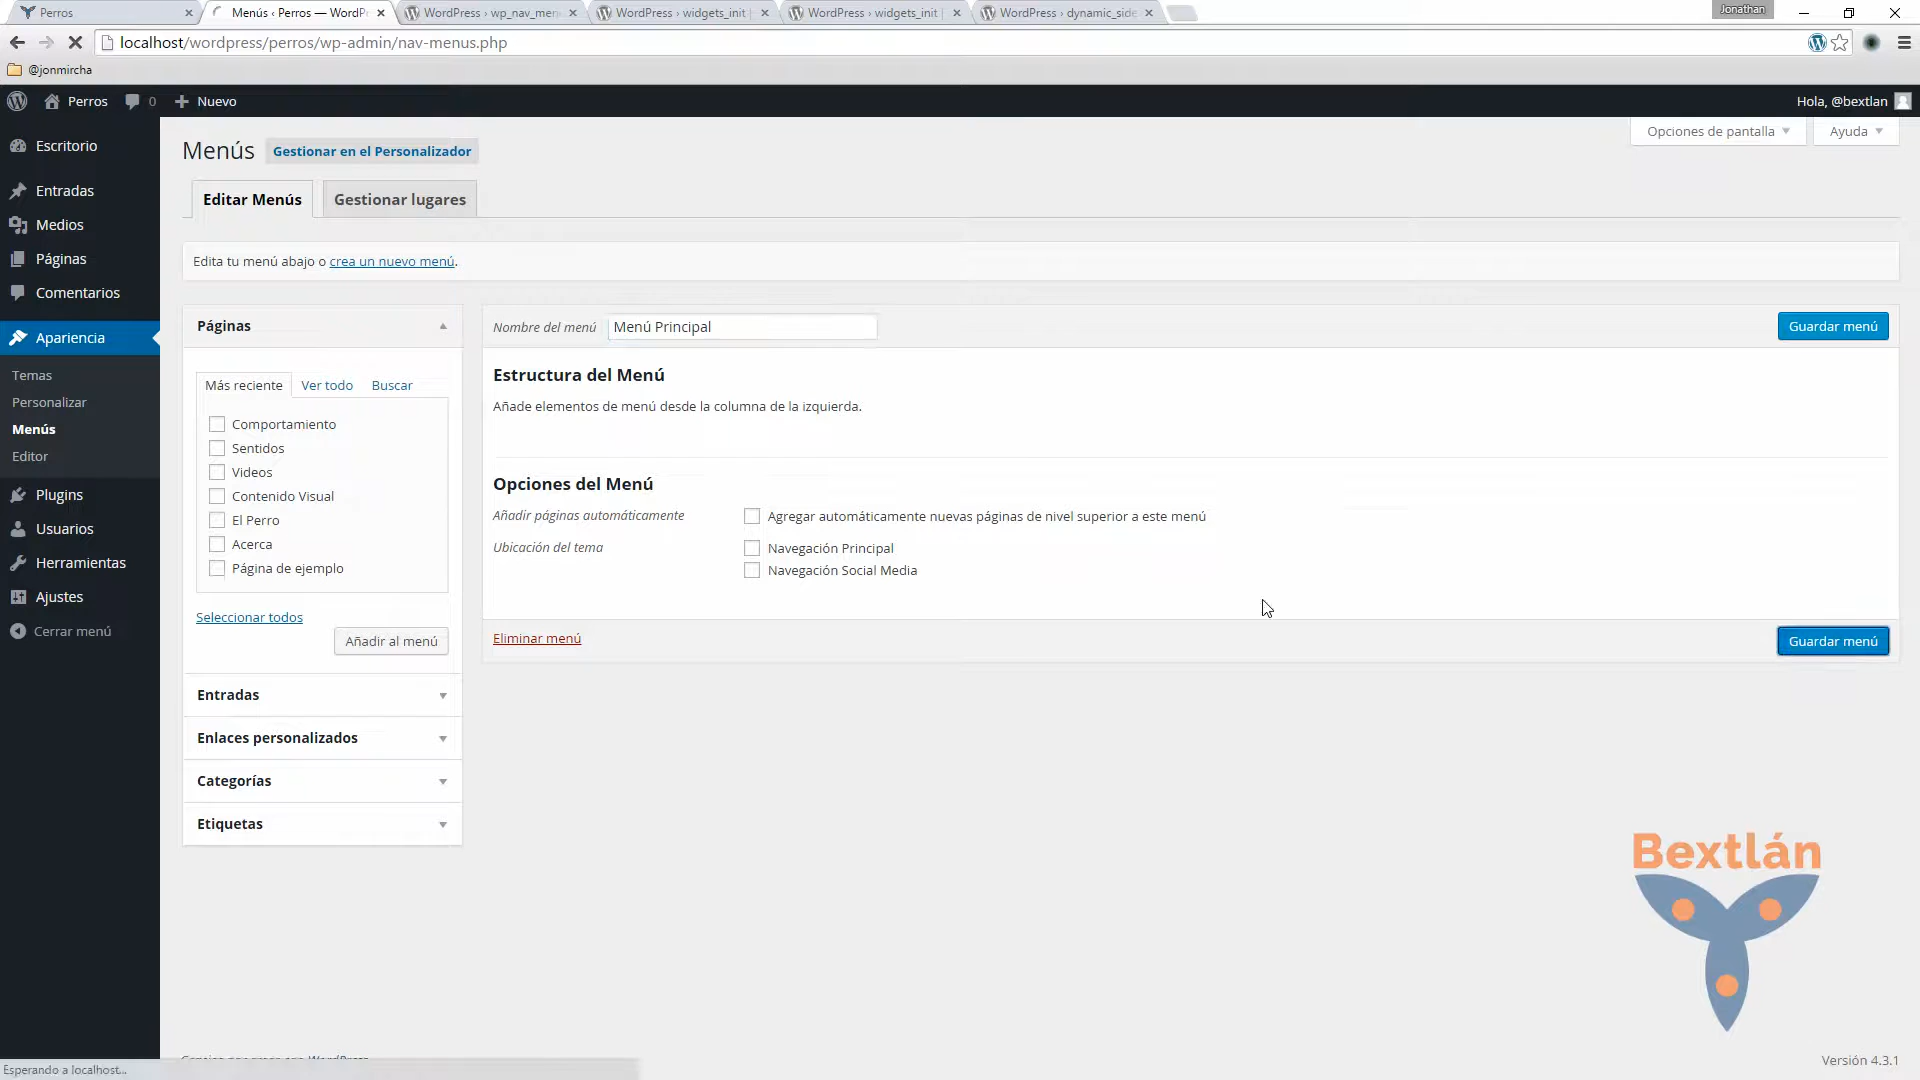 Perros
Menús ‹ Perros — WordPr
WordPress › wp_nav_men
WordPress › widgets_init |
WordPress › widgets_init |
WordPress › dynamic_side
Jonathan
localhost/wordpress/perros/wp-admin/nav-menus.php
@jonmircha
Perros
0
Nuevo
Hola, @bextlan
Escritorio
Entradas
Medios
Páginas
Comentarios
Apariencia
Temas
Personalizar
Menús
Editor
Plugins
Usuarios
Herramientas
Ajustes
Cerrar menú
Opciones de pantalla
Ayuda
Menús
Gestionar en el Personalizador
Editar Menús
Gestionar lugares
Edita tu menú abajo o crea un nuevo menú.
Páginas
Más reciente
Ver todo
Buscar
Comportamiento
Sentidos
Videos
Contenido Visual
El Perro
Acerca
Página de ejemplo
Seleccionar todos
Añadir al menú
Entradas
Enlaces personalizados
Categorías
Etiquetas
Nombre del menú
Menú Principal
Guardar menú
Estructura del Menú
Añade elementos de menú desde la columna de la izquierda.
Opciones del Menú
Añadir páginas automáticamente
Agregar automáticamente nuevas páginas de nivel superior a este menú
Ubicación del tema
Navegación Principal
Navegación Social Media
Eliminar menú
Guardar menú
Bextlán
Versión 4.3.1
Esperando a localhost...